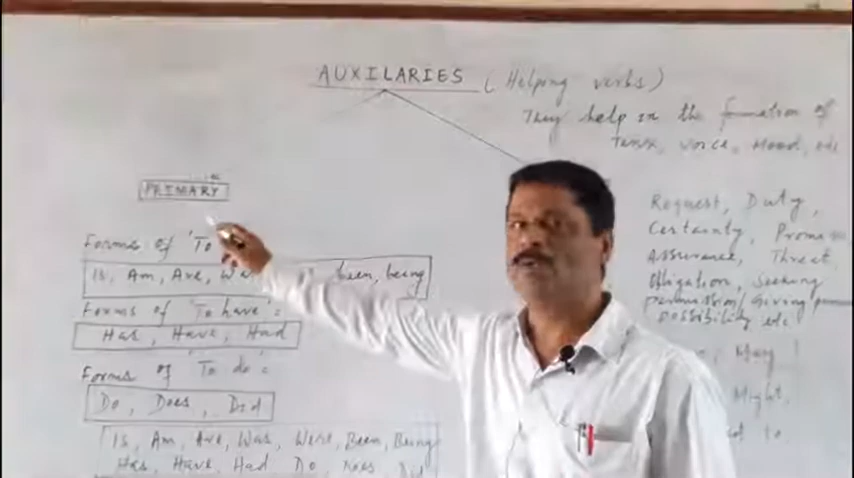 AUXILARIES (Helping verbs)
They help in the formation of
Tense, voice, Mood, etc
PRIMARY
Forms of 'To
Is, Am, Are, Wa been, being
Forms of 'To have':
Has, Have, Had
Forms of 'To do':
Do, Does, Did
Is, Am, Are, Was, Were, Been, Being
Has, Have, Had Do, Does, Did
Request, Duty,
Certainty, Promise
Assurance, Threat
Obligation, Seeking
permission/Giving
possibility etc
May
Might,
to